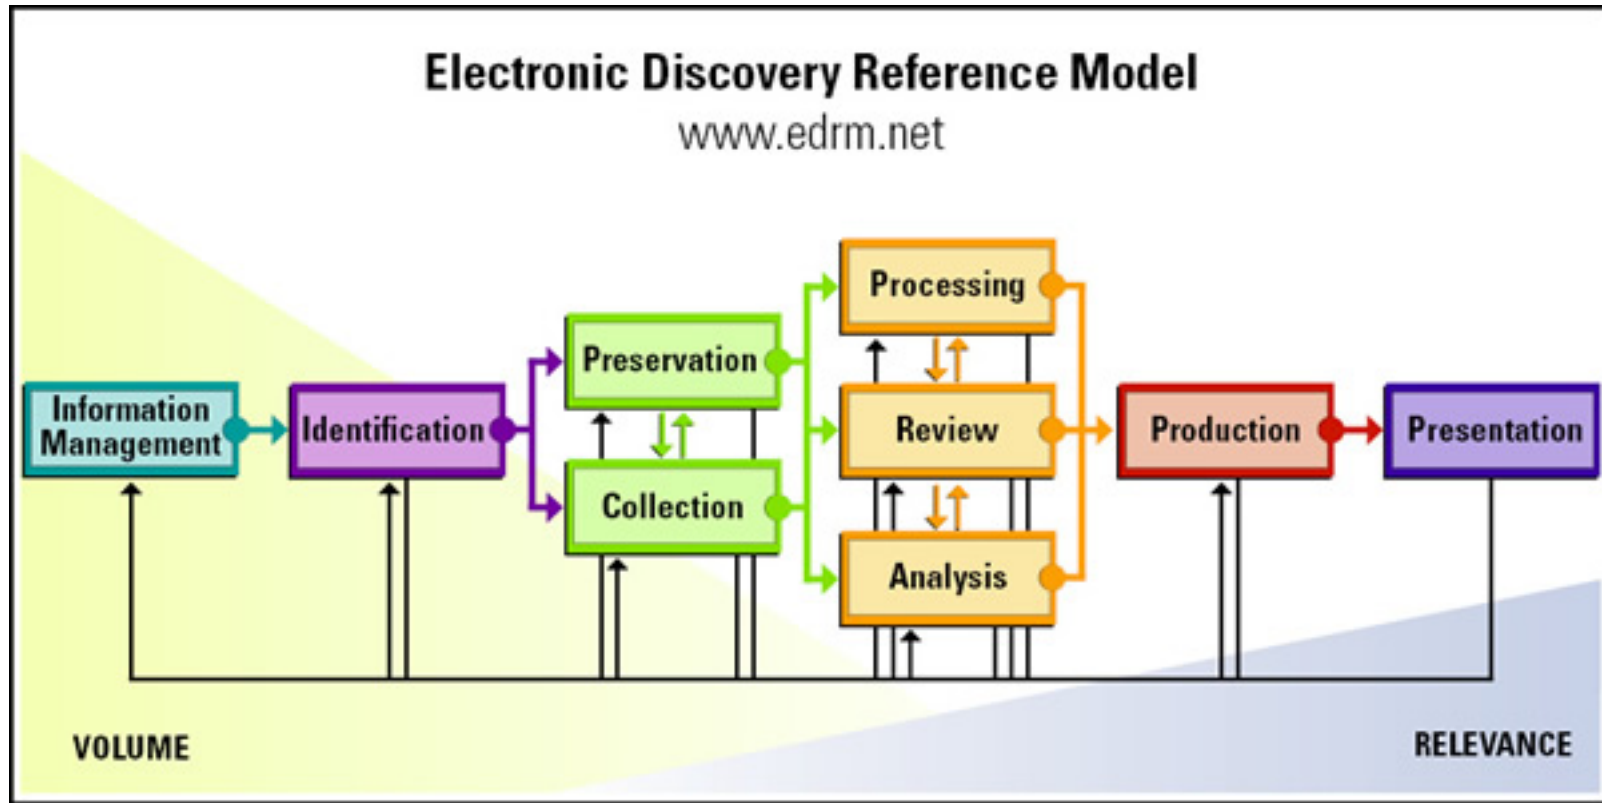 Electronic Discovery Reference Model
www.edrm.net
Information
Management
Identification
Preservation
Collection
Processing
Review
Analysis
Production
Presentation
VOLUME
RELEVANCE